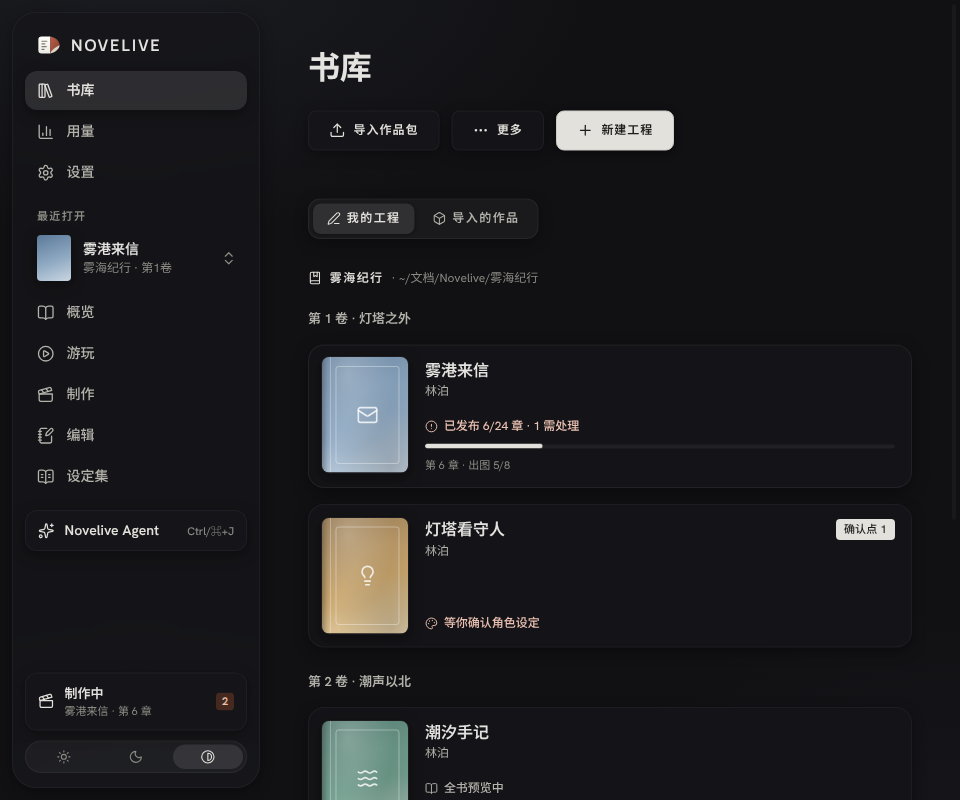 NOVELIVE
书库
用量
设置
最近打开
雾港来信
雾海纪行 · 第1卷
概览
游玩
制作
编辑
设定集
Novelive Agent Ctrl/⌘+J
制作中
雾港来信 · 第 6 章
2
书库
导入作品包
更多
新建工程
我的工程
导入的作品
雾海纪行 · ~/文档/Novelive/雾海纪行
第 1 卷 · 灯塔之外
雾港来信
林泊
已发布 6/24 章 · 1 需处理
第 6 章 · 出图 5/8
灯塔看守人
确认点 1
林泊
等你确认角色设定
第 2 卷 · 潮声以北
潮汐手记
林泊
全书预览中